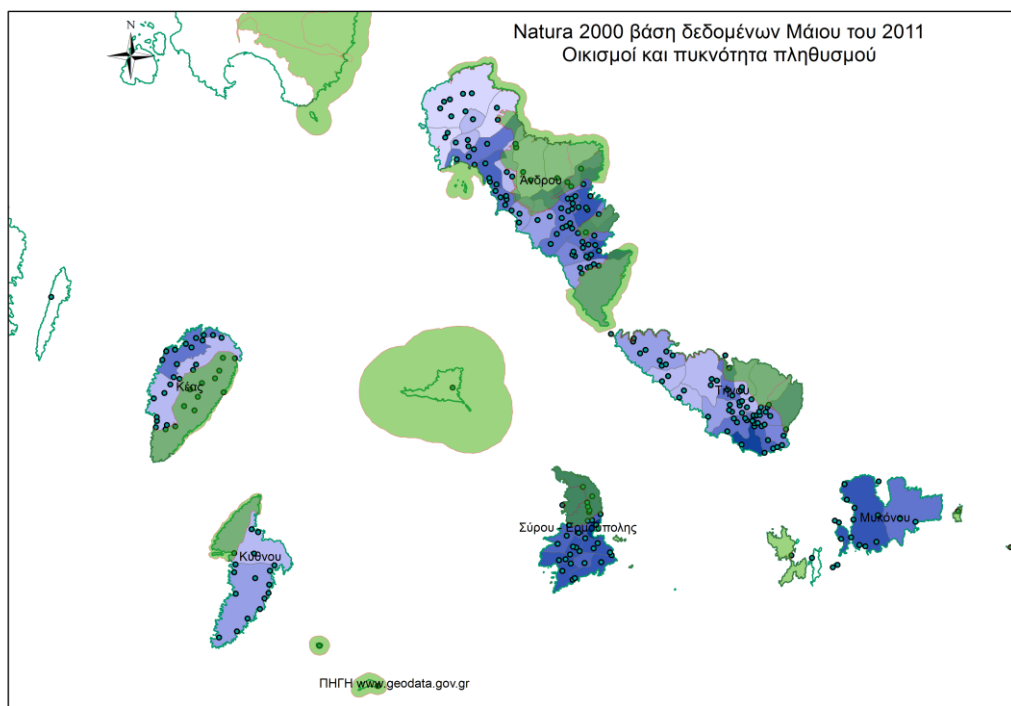 Natura 2000 βάση δεδομένων Μάιου του 2011
Οικισμοί και πυκνότητα πληθυσμού
N
Άνδρου
Κέας
Τήνου
Σύρου - Ερμούπολης
Μυκόνου
Κύθνου
ΠΗΓΗ www.geodata.gov.gr